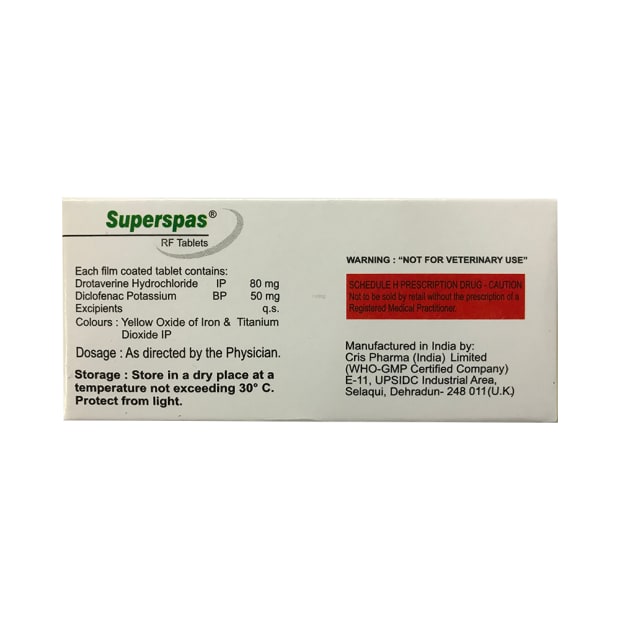 Superspas®
RF Tablets
Each film coated tablet contains:
Drotaverine Hydrochloride IP 80 mg
Diclofenac Potassium BP 50 mg
Excipients q.s.
Colours : Yellow Oxide of Iron & Titanium
Dioxide IP
Dosage : As directed by the Physician.
Storage : Store in a dry place at a
temperature not exceeding 30° C.
Protect from light.
WARNING : “NOT FOR VETERINARY USE”
SCHEDULE H PRESCRIPTION DRUG - CAUTION
Not to be sold by retail without the prescription of a
Registered Medical Practitioner.
Manufactured in India by:
Cris Pharma (India) Limited
(WHO-GMP Certified Company)
E-11, UPSIDC Industrial Area,
Selaqui, Dehradun- 248 011(U.K.)